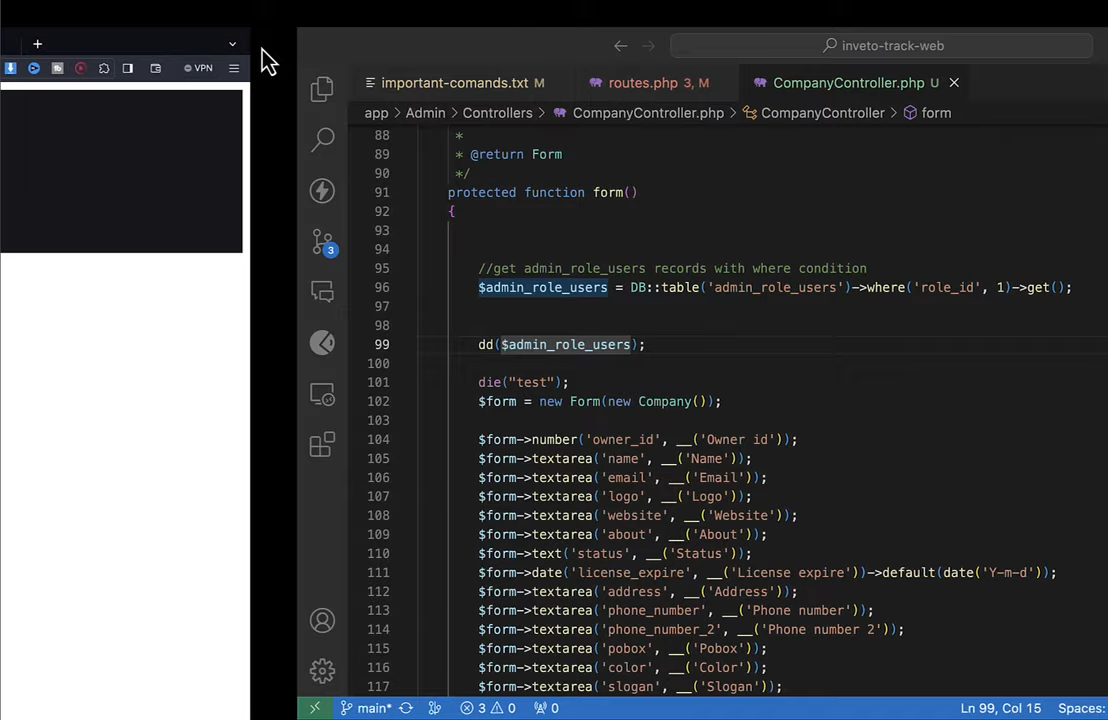 VPN
inveto-track-web
important-comands.txt M
routes.php 3, M
CompanyController.php U
app > Admin > Controllers > CompanyController.php > CompanyController > form
88 *
89 * @return Form
90 */
91 protected function form()
92 {
93
94
95 //get admin_role_users records with where condition
96 $admin_role_users = DB::table('admin_role_users')->where('role_id', 1)->get();
97
98
99 dd($admin_role_users);
100
101 die("test");
102 $form = new Form(new Company());
103
104 $form->number('owner_id', __('Owner id'));
105 $form->textarea('name', __('Name'));
106 $form->textarea('email', __('Email'));
107 $form->textarea('logo', __('Logo'));
108 $form->textarea('website', __('Website'));
109 $form->textarea('about', __('About'));
110 $form->text('status', __('Status'));
111 $form->date('license_expire', __('License expire'))->default(date('Y-m-d'));
112 $form->textarea('address', __('Address'));
113 $form->textarea('phone_number', __('Phone number'));
114 $form->textarea('phone_number_2', __('Phone number 2'));
115 $form->textarea('pobox', __('Pobox'));
116 $form->textarea('color', __('Color'));
117 $form->textarea('slogan', __('Slogan'));
3
main* 3 0 0 Ln 99, Col 15 Spaces: